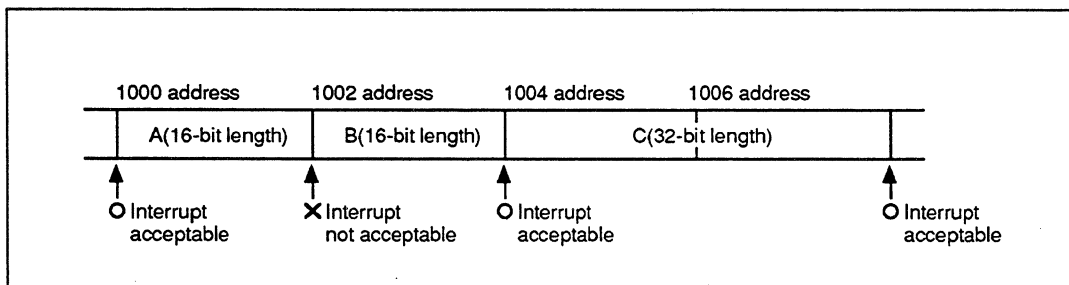 1000 address 1002 address 1004 address 1006 address
A(16-bit length) B(16-bit length) C(32-bit length)
Interrupt Interrupt Interrupt Interrupt
acceptable not acceptable acceptable acceptable